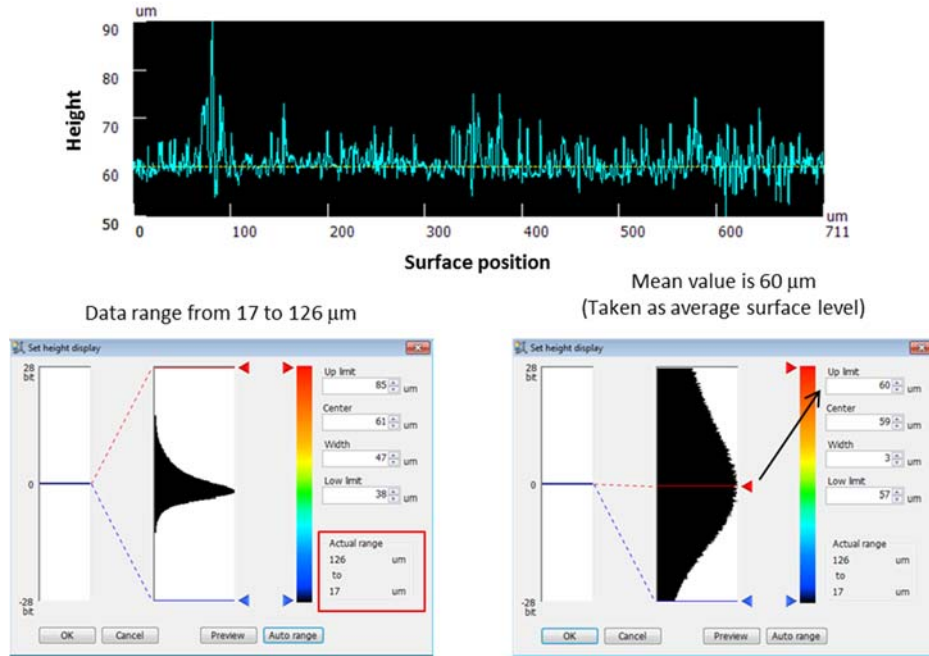 um
90
80
70
60
50
Height
0 100 200 300 400 500 600 711
um
Surface position
Data range from 17 to 126 μm
Mean value is 60 μm
(Taken as average surface level)
Set height display
28
bit
0
-28
bit
Up limit
85 um
Center
61 um
Width
47 um
Low limit
38 um
Actual range
126 um
to
17 um
OK Cancel Preview Auto range
Set height display
28
bit
0
-28
bit
Up limit
60 um
Center
59 um
Width
3 um
Low limit
57 um
Actual range
126 um
to
17 um
OK Cancel Preview Auto range